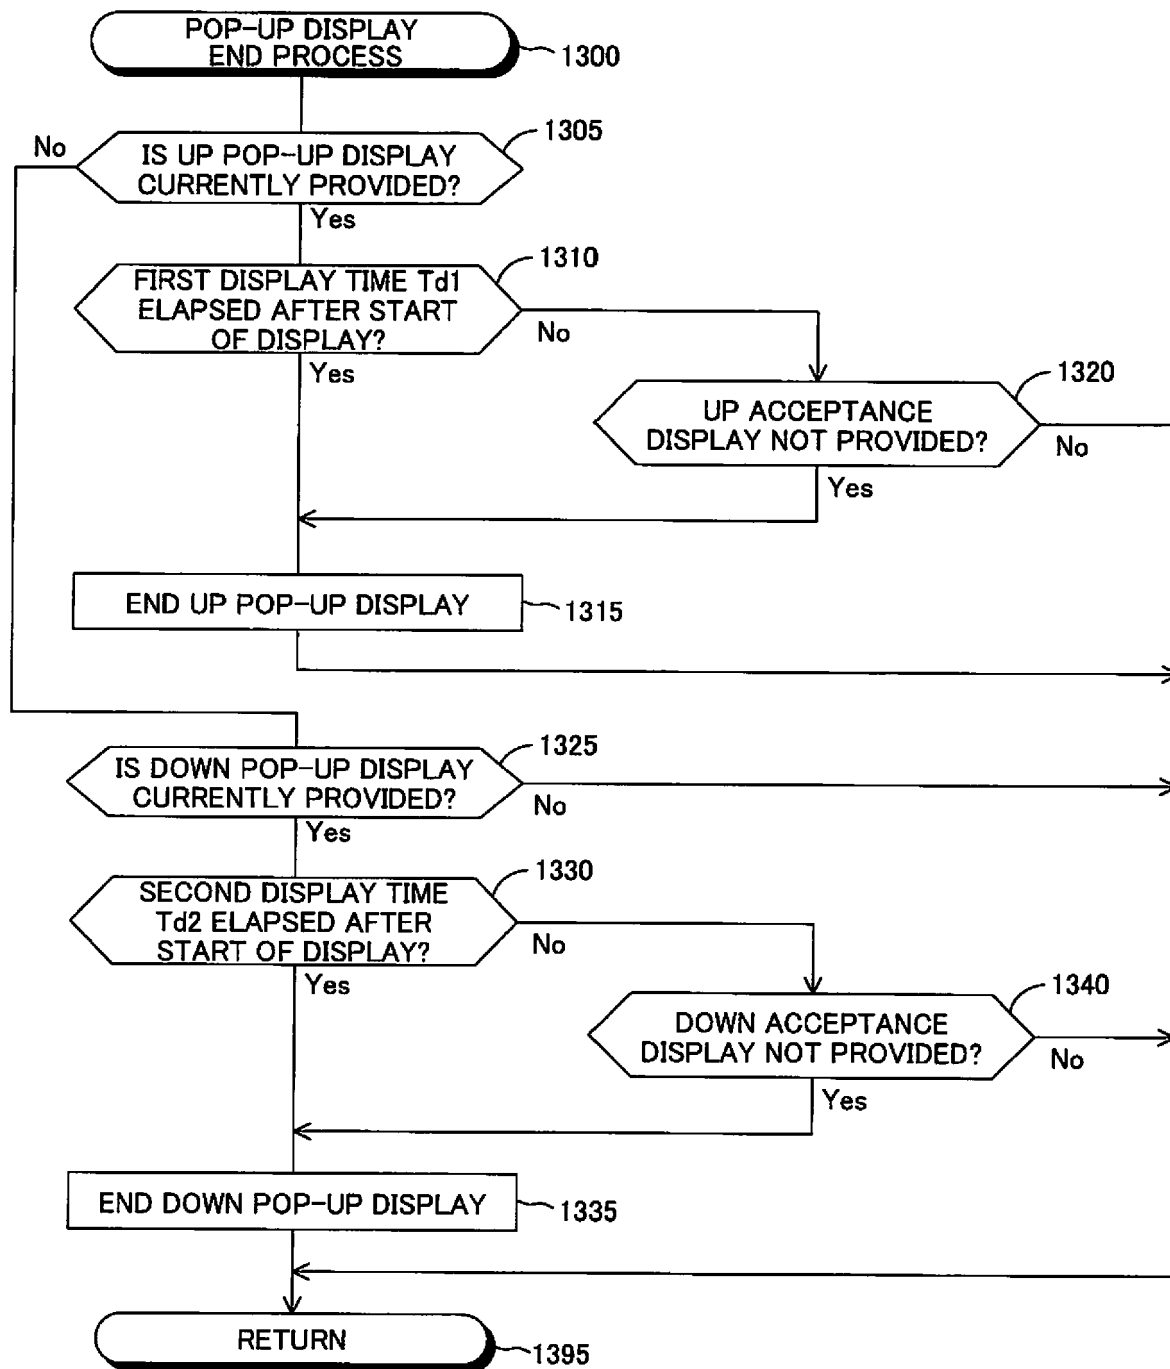 POP-UP DISPLAY
END PROCESS
1300
1305
No
IS UP POP-UP DISPLAY
CURRENTLY PROVIDED?
Yes
1310
FIRST DISPLAY TIME Td1
ELAPSED AFTER START
OF DISPLAY?
No
Yes
1320
UP ACCEPTANCE
DISPLAY NOT PROVIDED?
No
Yes
END UP POP-UP DISPLAY
1315
1325
IS DOWN POP-UP DISPLAY
CURRENTLY PROVIDED?
No
Yes
1330
SECOND DISPLAY TIME
Td2 ELAPSED AFTER
START OF DISPLAY?
No
Yes
1340
DOWN ACCEPTANCE
DISPLAY NOT PROVIDED?
No
Yes
END DOWN POP-UP DISPLAY
1335
RETURN
1395